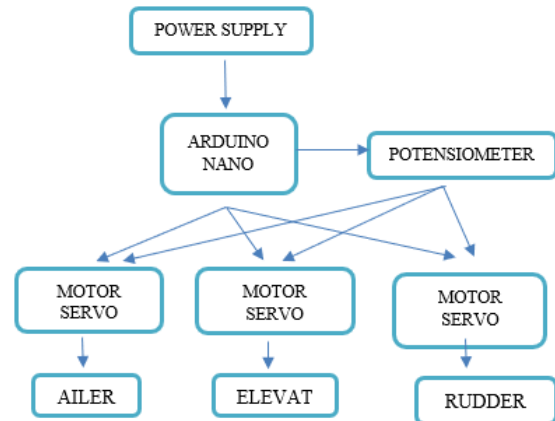 POWER SUPPLY
ARDUINO
NANO
POTENSIOMETER
MOTOR
SERVO
MOTOR
SERVO
MOTOR
SERVO
AILER
ELEVAT
RUDDER